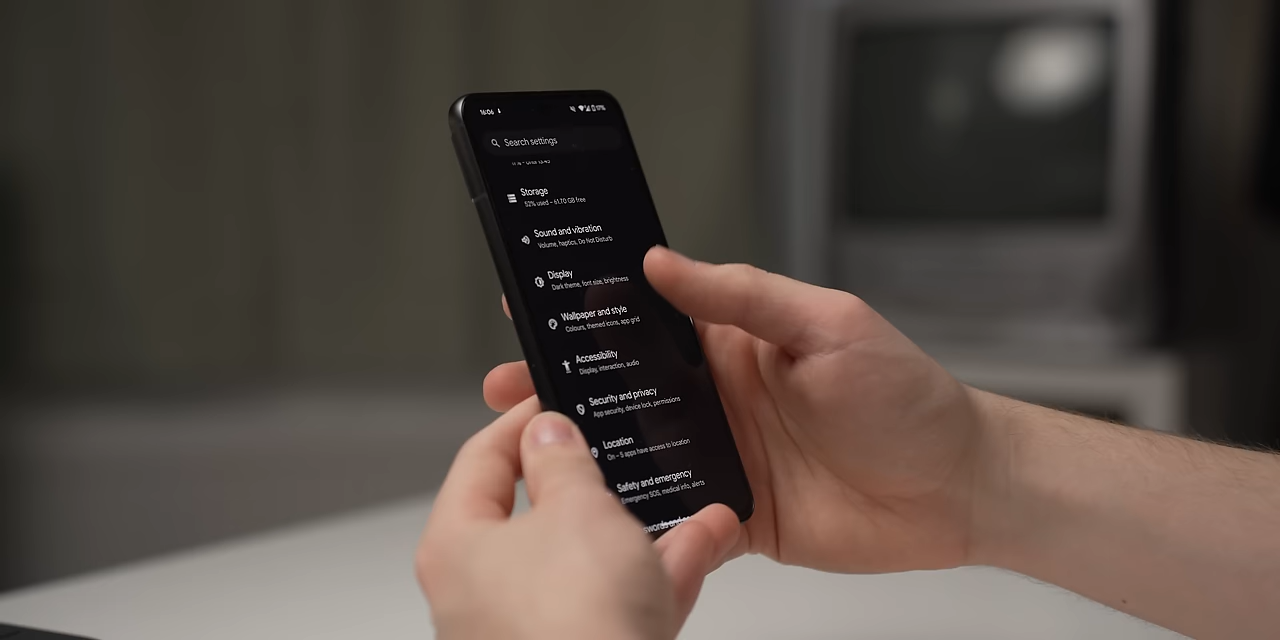 16:06
Search settings
Storage
52% used – 61.70 GB free
Sound and vibration
Volume, haptics, Do Not Disturb
Display
Dark theme, font size, brightness
Wallpaper and style
Colours, themed icons, app grid
Accessibility
Display, interaction, audio
Security and privacy
App security, device lock, permissions
Location
On – 5 apps have access to location
Safety and emergency
Emergency SOS, medical info, alerts